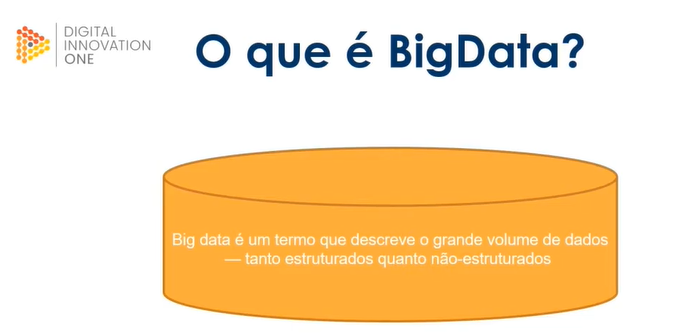 DIGITAL
INNOVATION
ONE
O que é BigData?
Big data é um termo que descreve o grande volume de dados
— tanto estruturados quanto não-estruturados